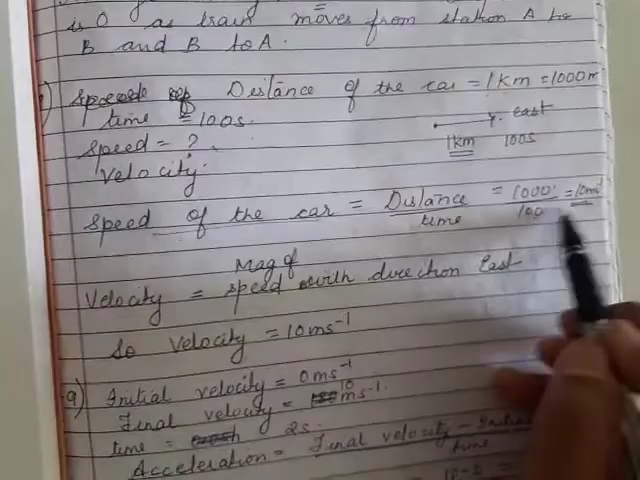 is 0 as train moves from station A to
B and B to A.
Distance of the car = 1 km = 1000m
time = 100s.
east
Speed = ?
1km 100s
Velocity.
Speed of the car = Distance / time = 1000 / 100 = 10ms
Mag of
Velocity = speed with direction East
So velocity = 10ms⁻¹
9) Initial velocity = 0ms⁻¹
Final velocity = 10 ms⁻¹.
time = 2s.
Acceleration = Final velocity - Initial
time